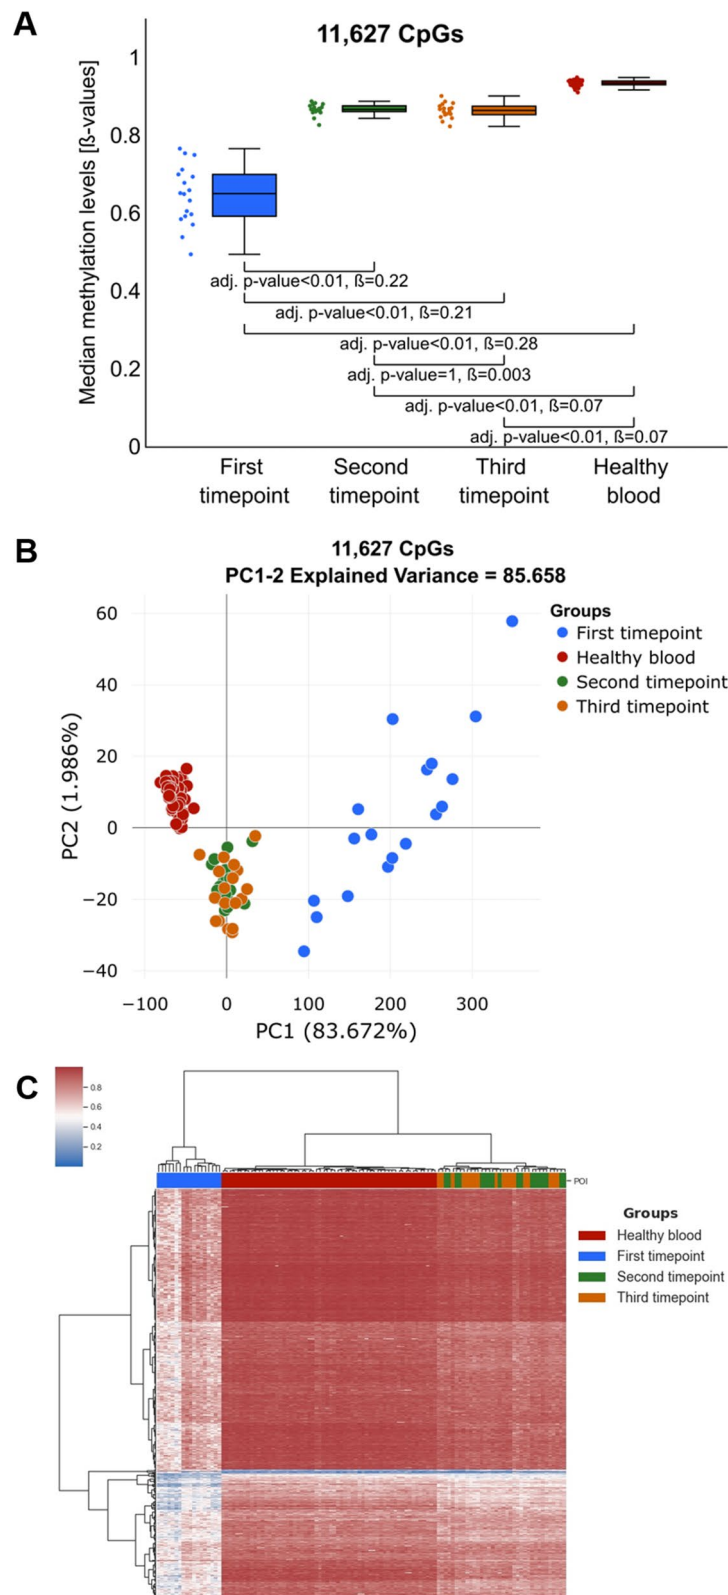 A
11,627 CpGs
Median methylation levels [ß-values]
1
0.8
0.6
0.4
0.2
0
adj. p-value<0.01, ß=0.22
adj. p-value<0.01, ß=0.21
adj. p-value<0.01, ß=0.28
adj. p-value=1, ß=0.003
adj. p-value<0.01, ß=0.07
adj. p-value<0.01, ß=0.07
First timepoint
Second timepoint
Third timepoint
Healthy blood
B
11,627 CpGs
PC1-2 Explained Variance = 85.658
PC2 (1.986%)
60
40
20
0
−20
−40
−100 0 100 200 300
PC1 (83.672%)
Groups
First timepoint
Healthy blood
Second timepoint
Third timepoint
C
0.8
0.6
0.4
0.2
POI
Groups
Healthy blood
First timepoint
Second timepoint
Third timepoint